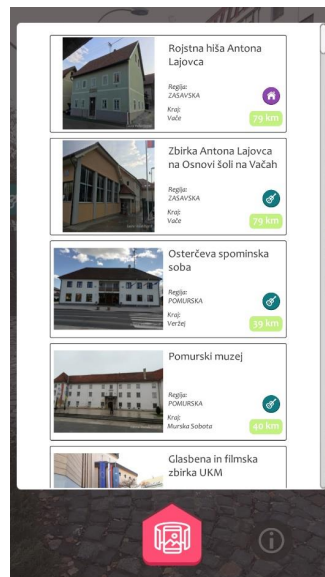 Rojstna hiša Antona
Lajovca
Regija:
ZASAVSKA
Kraj:
Vače
79 km
Zbirka Antona Lajovca
na Osnovi šoli na Vačah
Regija:
ZASAVSKA
Kraj:
Vače
79 km
Osterčeva spominska
soba
Regija:
POMURSKA
Kraj:
Veržej
39 km
Pomurski muzej
Regija:
POMURSKA
Kraj:
Murska Sobota
40 km
Glasbena in filmska
zbirka UKM